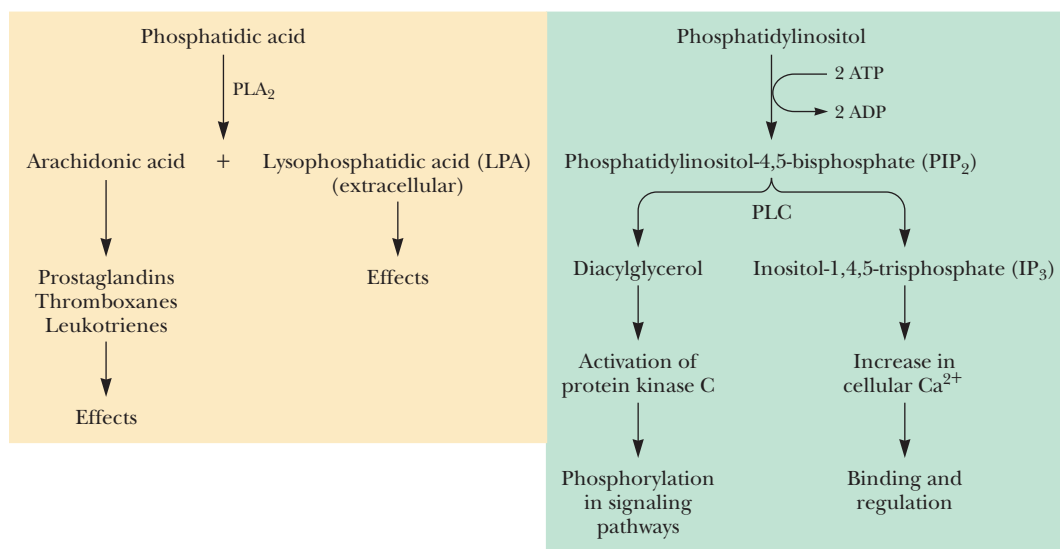 Phosphatidic acid
PLA₂
Arachidonic acid + Lysophosphatidic acid (LPA)
(extracellular)
Prostaglandins
Thromboxanes
Leukotrienes
Effects
Effects
Phosphatidylinositol
2 ATP
2 ADP
Phosphatidylinositol-4,5-bisphosphate (PIP₂)
PLC
Diacylglycerol
Inositol-1,4,5-trisphosphate (IP₃)
Activation of
protein kinase C
Increase in
cellular Ca²⁺
Phosphorylation
in signaling
pathways
Binding and
regulation